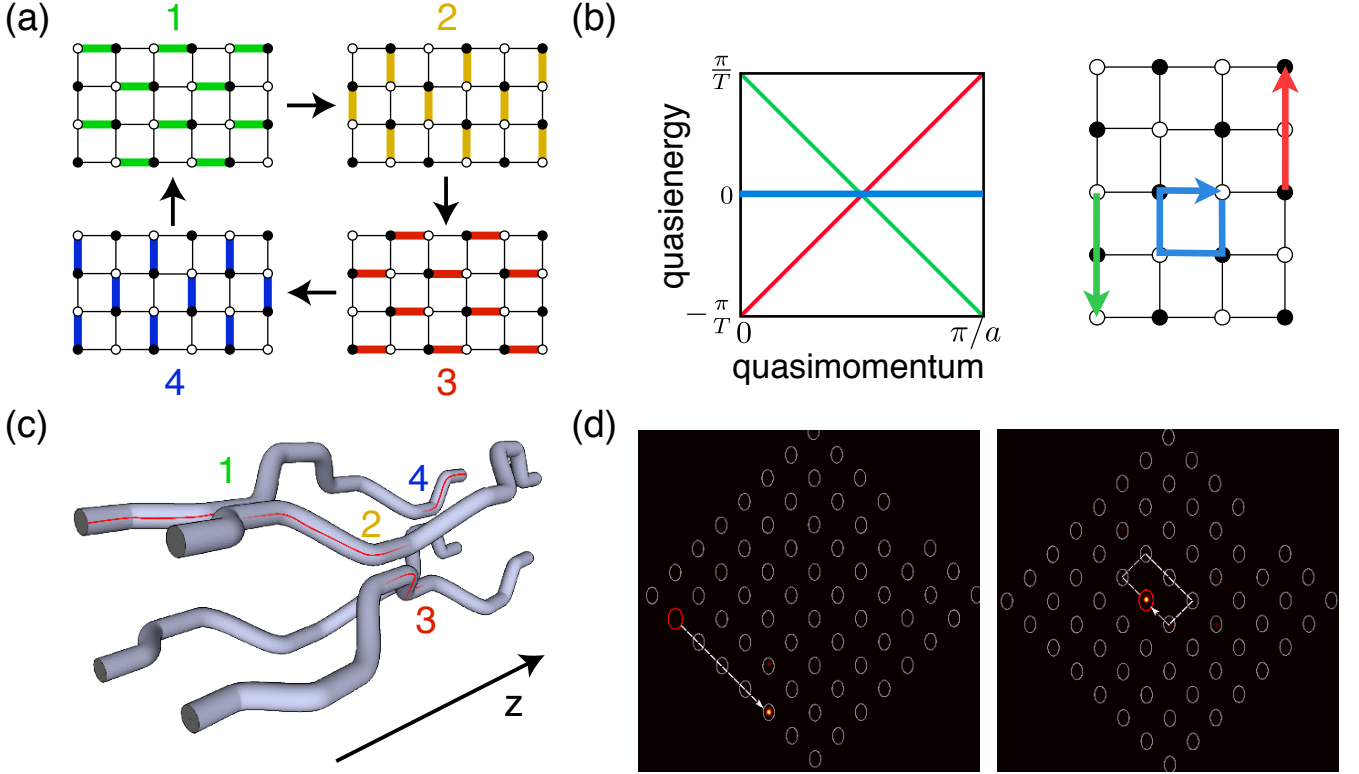 (a)
1
2
4
3
(b)
quasienergy
π/T
0
-π/T
0
π/a
quasimomentum
(c)
1
4
2
3
z
(d)